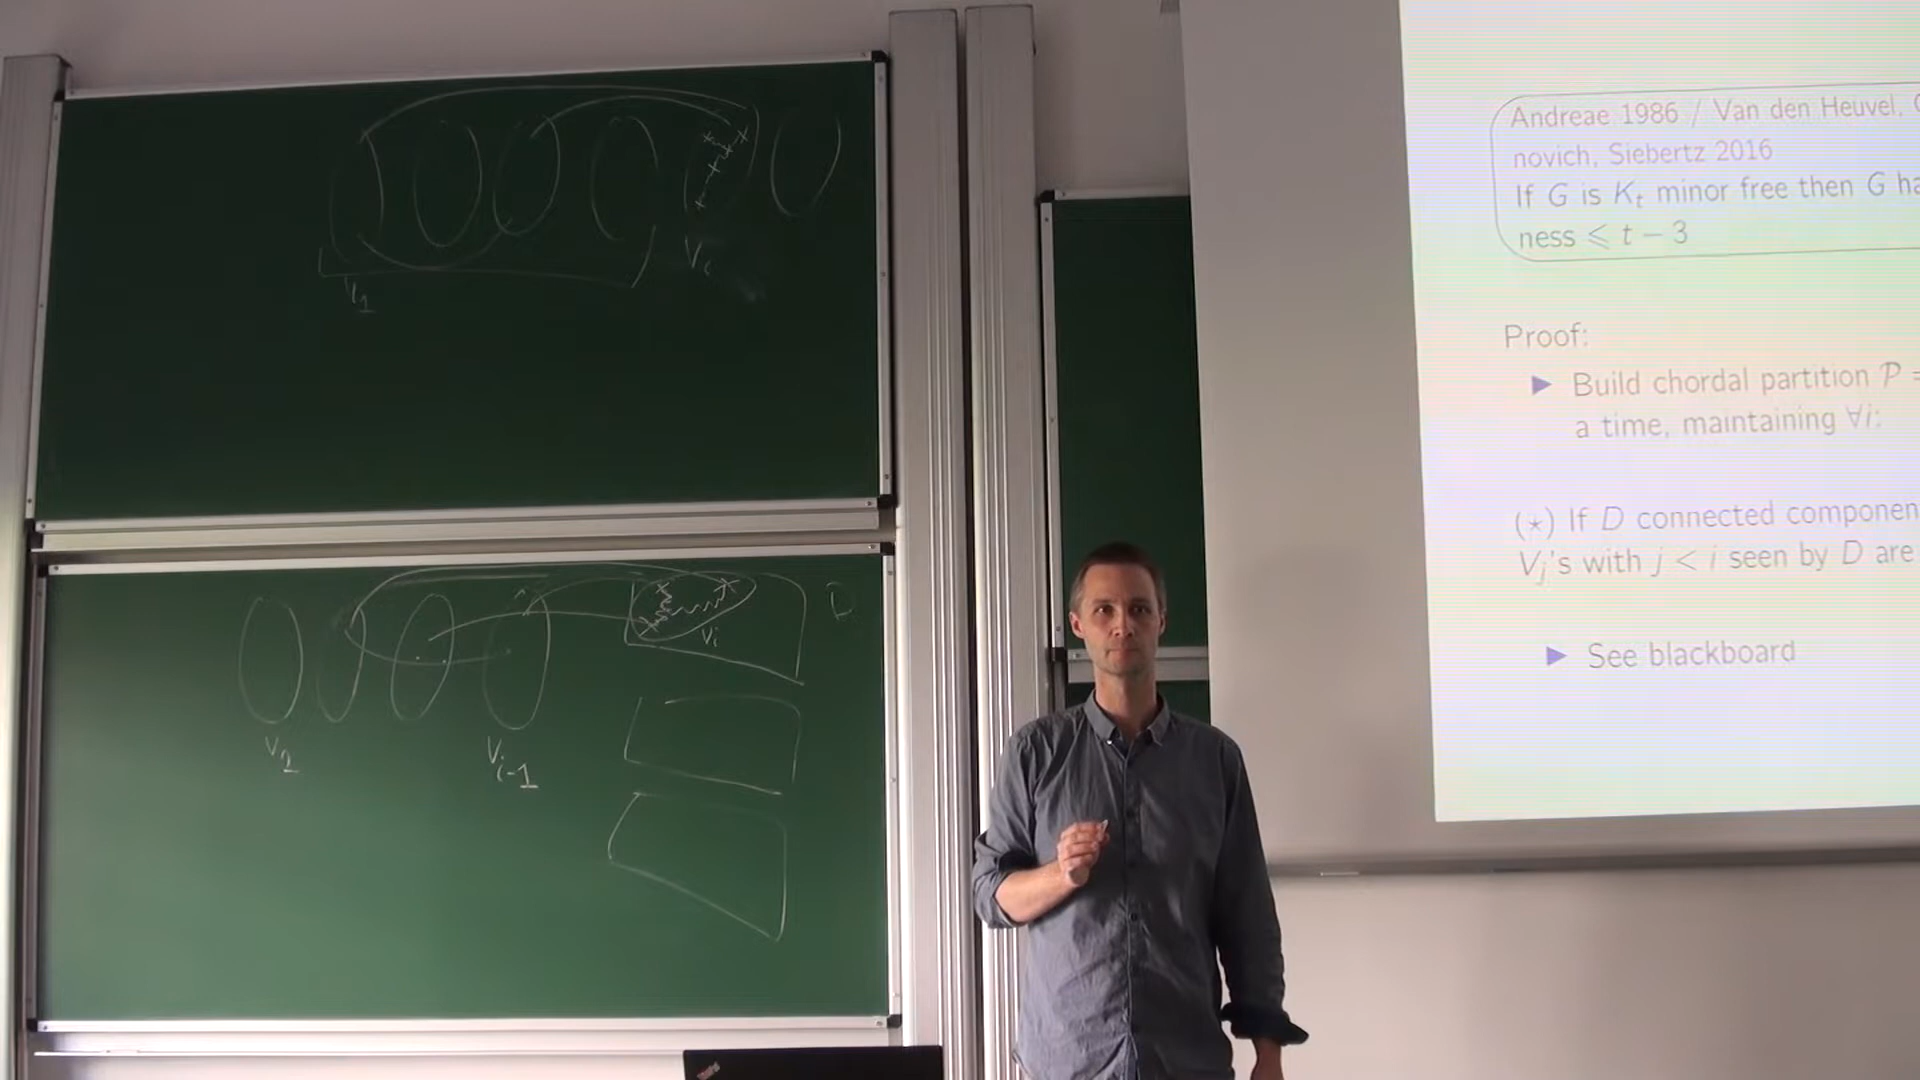 V_1
V_i
D
V_i
V_1
V_{i-1}
Andreae 1986 / Van den Heuvel,
novich, Siebertz 2016
If G is K_t minor free then G ha
ness ⩽ t − 3
Proof:
▶ Build chordal partition 𝒫 =
a time, maintaining ∀i:
(⋆) If D connected componen
V_j's with j < i seen by D are
▶ See blackboard